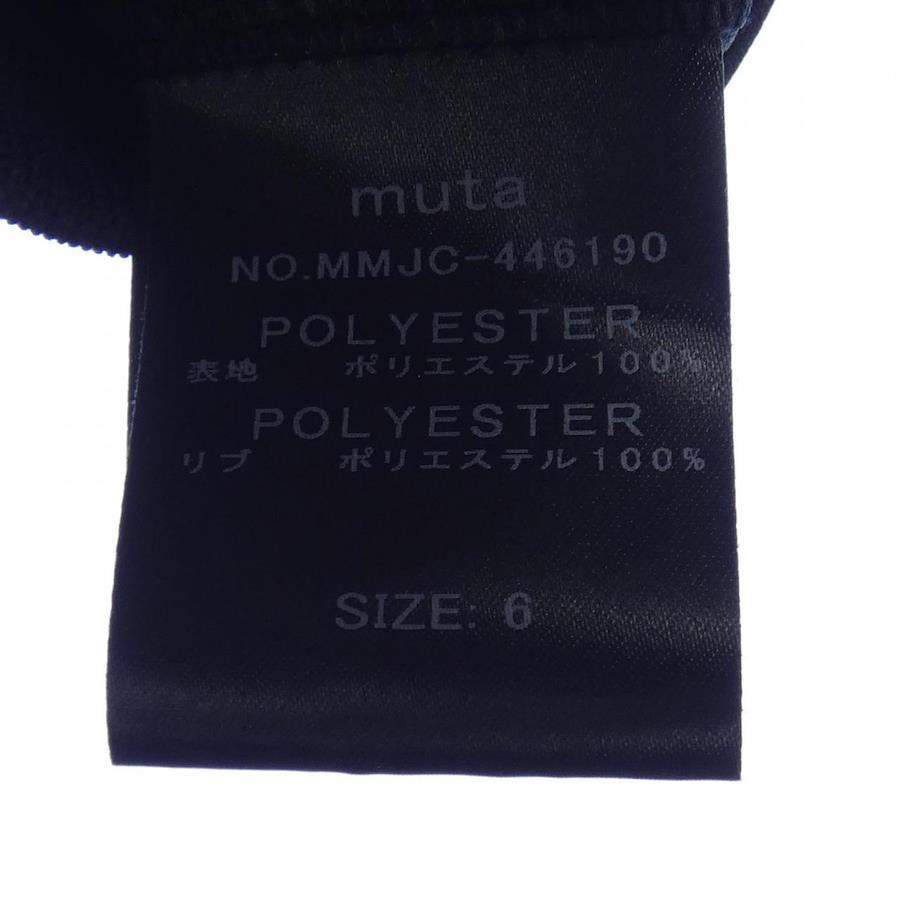 muta
NO.MMJC-446190
POLYESTER
表地 ポリエステル100%
POLYESTER
リブ ポリエステル100%
SIZE: 6